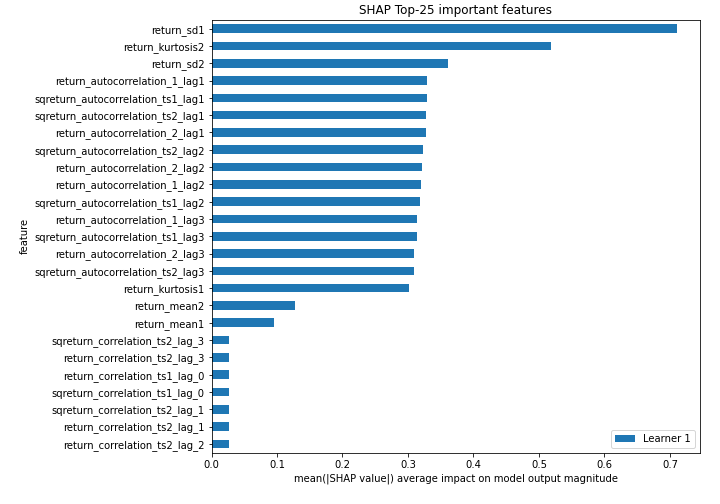 SHAP Top-25 important features
return_sd1
return_kurtosis2
return_sd2
return_autocorrelation_1_lag1
sqreturn_autocorrelation_ts1_lag1
sqreturn_autocorrelation_ts2_lag1
return_autocorrelation_2_lag1
sqreturn_autocorrelation_ts2_lag2
return_autocorrelation_2_lag2
return_autocorrelation_1_lag2
sqreturn_autocorrelation_ts1_lag2
return_autocorrelation_1_lag3
sqreturn_autocorrelation_ts1_lag3
return_autocorrelation_2_lag3
sqreturn_autocorrelation_ts2_lag3
return_kurtosis1
return_mean2
return_mean1
sqreturn_correlation_ts2_lag_3
return_correlation_ts2_lag_3
return_correlation_ts1_lag_0
sqreturn_correlation_ts1_lag_0
sqreturn_correlation_ts2_lag_1
return_correlation_ts2_lag_1
return_correlation_ts2_lag_2
feature
Learner 1
0.0 0.1 0.2 0.3 0.4 0.5 0.6 0.7
mean(|SHAP value|) average impact on model output magnitude